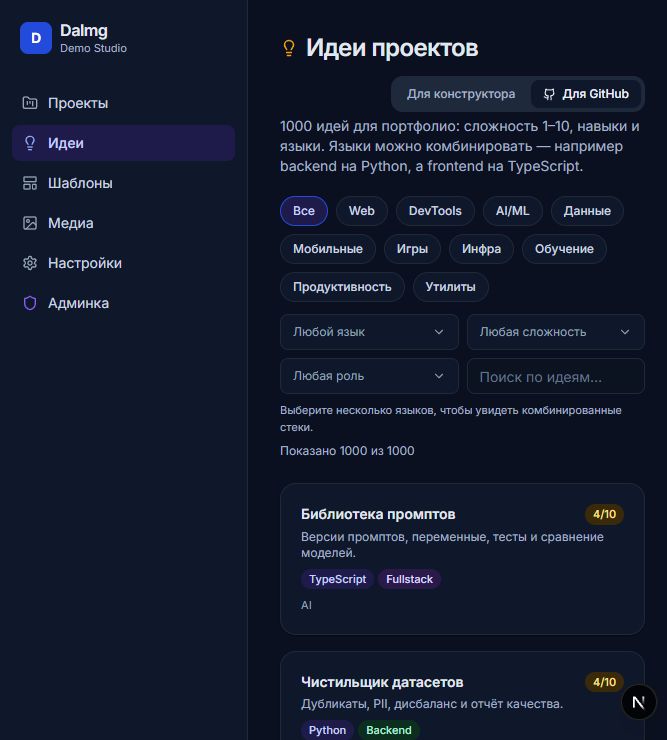 D
Dalmg
Demo Studio
Проекты
Идеи
Шаблоны
Медиа
Настройки
Админка
Идеи проектов
Для конструктора
Для GitHub
1000 идей для портфолио: сложность 1–10, навыки и
языки. Языки можно комбинировать — например
backend на Python, а frontend на TypeScript.
Все Web DevTools AI/ML Данные
Мобильные Игры Инфра Обучение
Продуктивность Утилиты
Любой язык
Любая сложность
Любая роль
Поиск по идеям...
Выберите несколько языков, чтобы увидеть комбинированные
стеки.
Показано 1000 из 1000
Библиотека промптов 4/10
Версии промптов, переменные, тесты и сравнение
моделей.
TypeScript Fullstack
AI
Чистильщик датасетов 4/10
Дубликаты, PII, дисбаланс и отчёт качества.
Python Backend
N